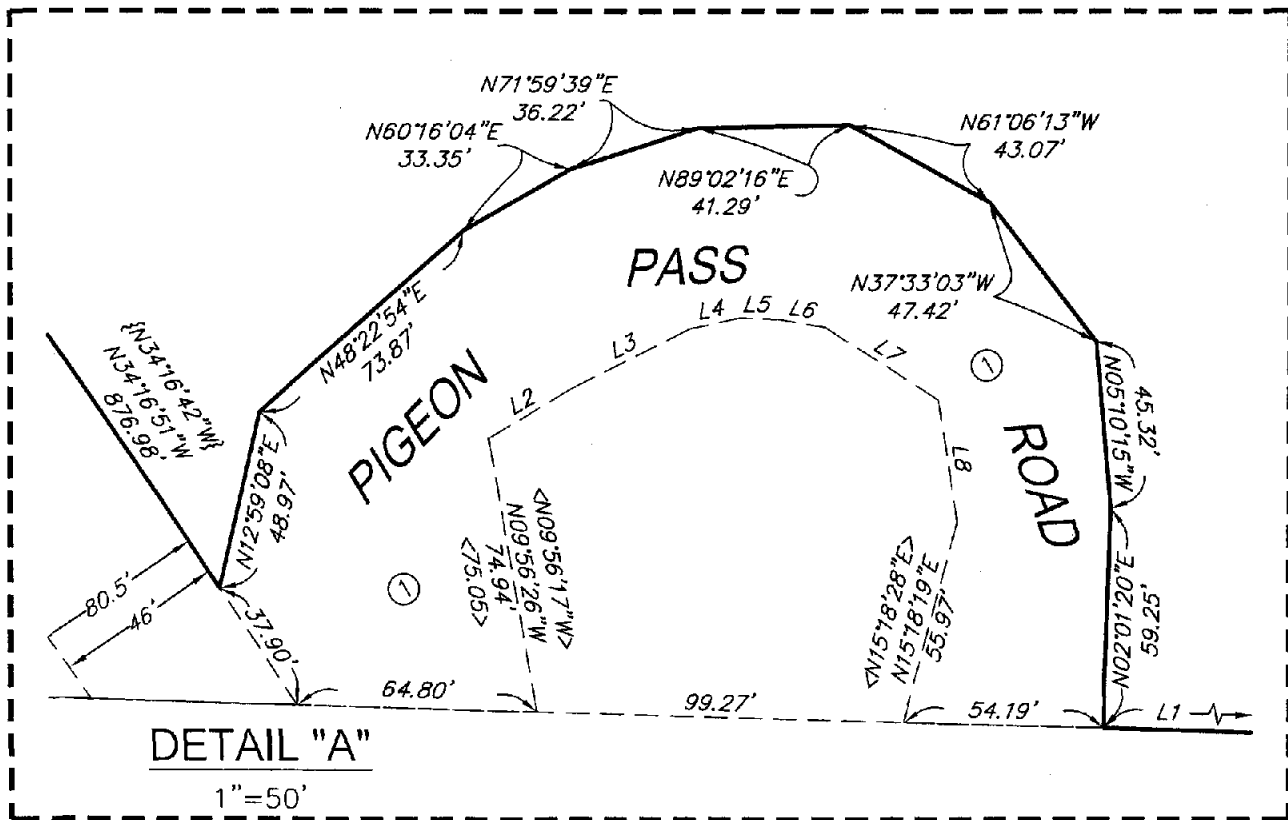 N71°59'39"E
36.22'
N60°16'04"E
33.35'
N61°06'13"W
43.07'
N89°02'16"E
41.29'
PASS
N37°33'03"W
47.42'
L4
L5
L6
L3
L7
L2
L8
N48°22'54"E
73.87'
{N34°16'42"W}
N34°16'51"W
876.98'
PIGEON
1
ROAD
45.32'
N05°10'15"W
N12°59'08"E
48.97'
<N09°56'17"W>
N09°56'26"W
74.94'
<75.05>
1
<N15°18'28"E>
N15°18'19"E
55.97'
N02°01'20"E
59.25'
80.5'
46'
37.90'
64.80'
99.27'
54.19'
L1
DETAIL "A"
1"=50'